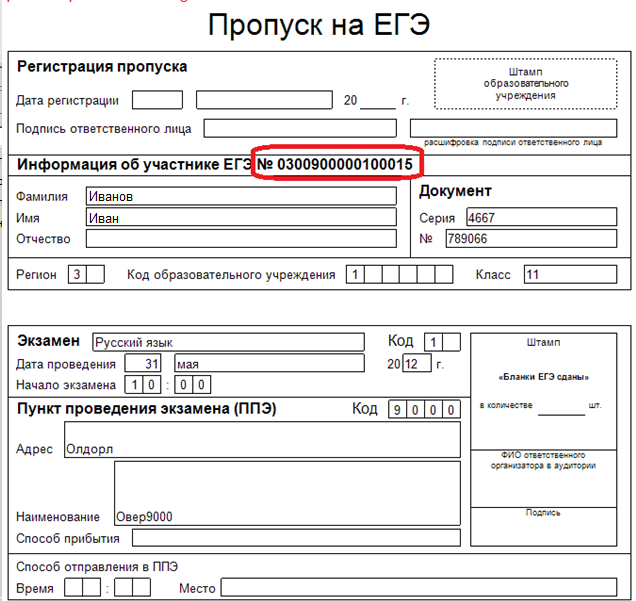 Пропуск на ЕГЭ
Регистрация пропуска
Штамп
образовательного
учреждения
Дата регистрации 20 г.
Подпись ответственного лица
расшифровка подписи ответственного лица
Информация об участнике ЕГЭ № 0300900000100015
Фамилия Иванов
Имя Иван
Отчество
Документ
Серия 4667
№ 789066
Регион 3 Код образовательного учреждения 1 Класс 11
Экзамен Русский язык Код 1
Дата проведения 31 мая 2012 г.
Начало экзамена 10 : 00
Штамп
«Бланки ЕГЭ сданы»
в количестве шт.
ФИО ответственного
организатора в аудитории
Подпись
Пункт проведения экзамена (ППЭ) Код 9000
Адрес Олдорл
Наименование Овер9000
Способ прибытия
Способ отправления в ППЭ
Время : Место